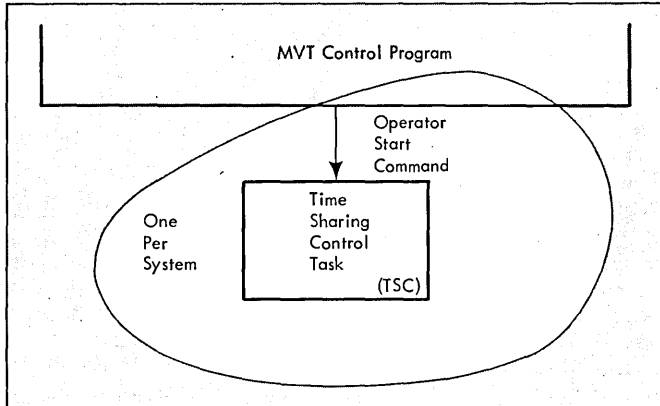 MVT Control Program
Operator
Start
Command
One
Per
System
Time
Sharing
Control
Task
(TSC)